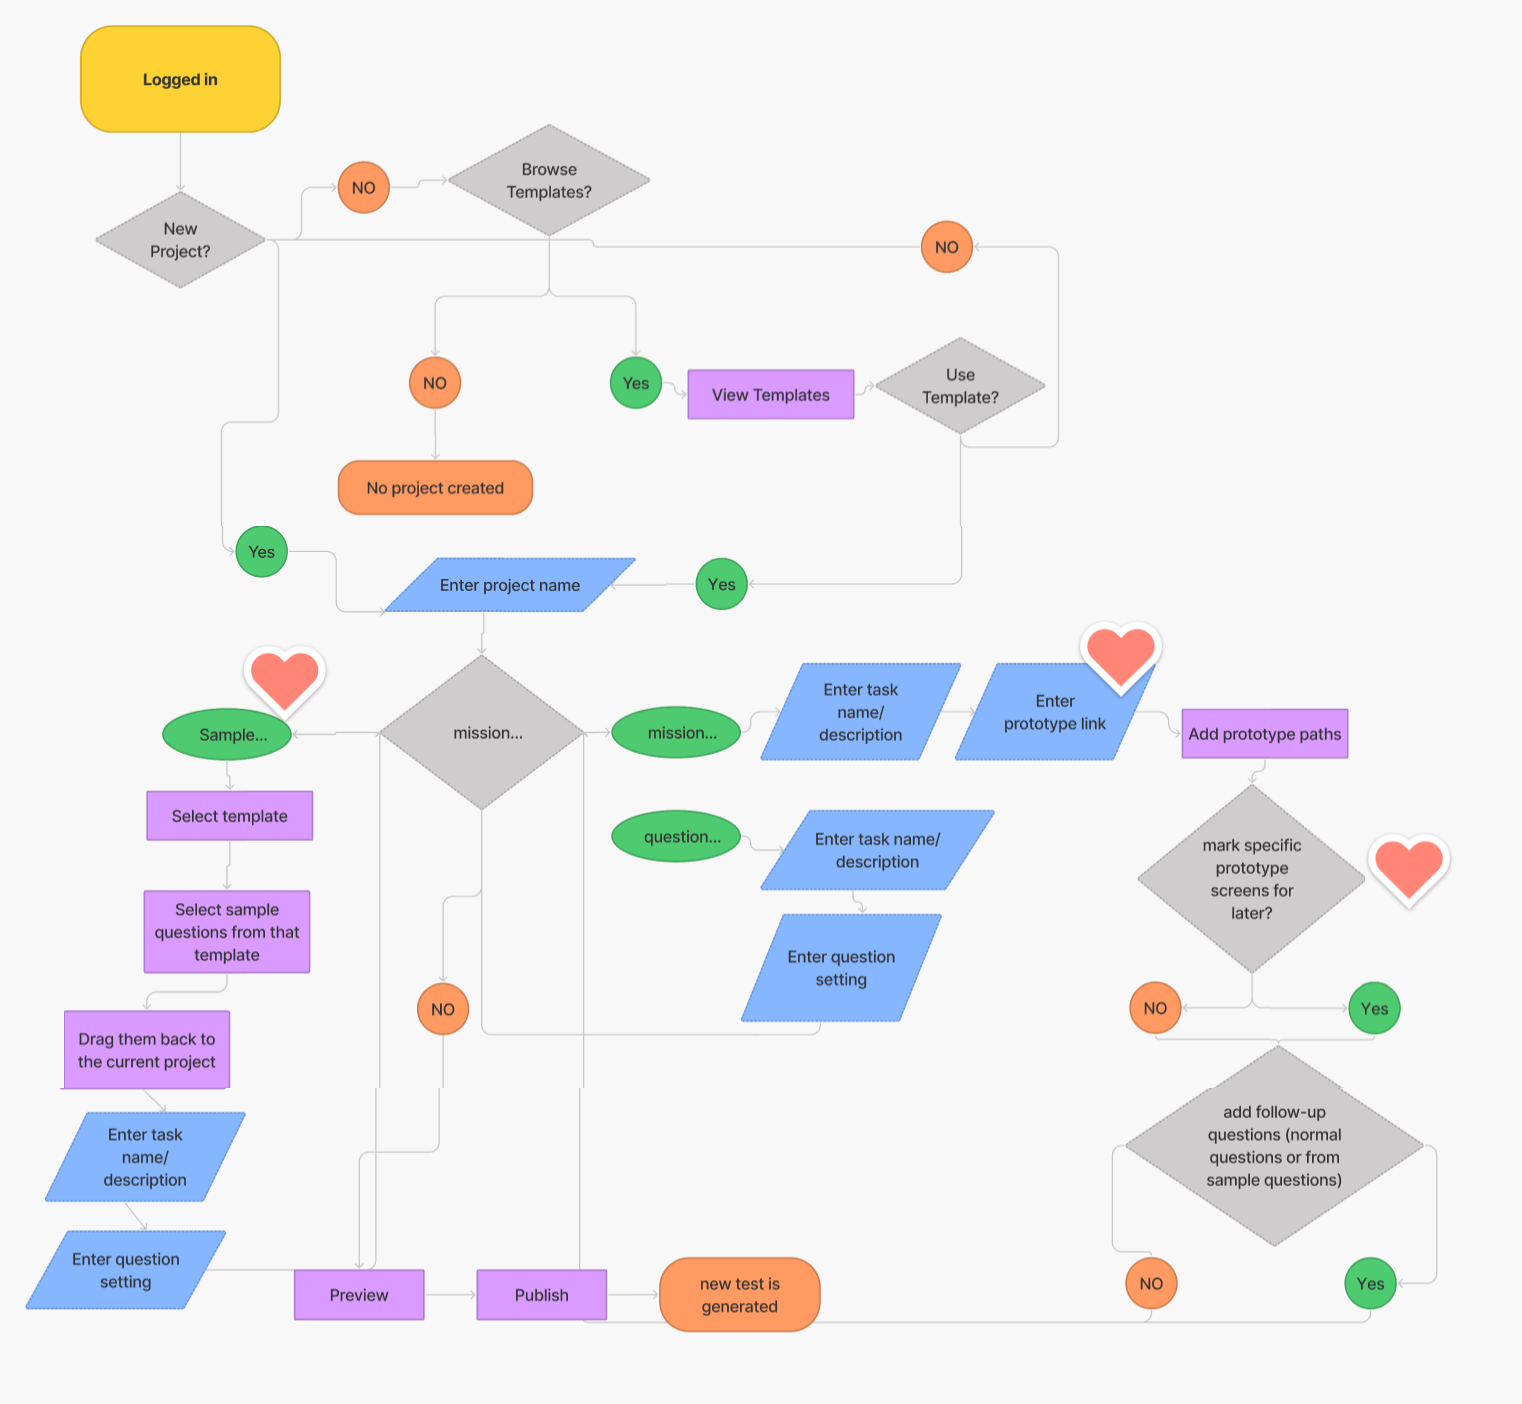 Logged in
New
Project?
NO
Browse
Templates?
NO
NO
Yes
View Templates
Use
Template?
No project created
Yes
Enter project name
Yes
Sample...
mission...
mission...
Enter task
name/
description
Enter
prototype link
Add prototype paths
Select template
question...
Enter task name/
description
mark specific
prototype
screens for
later?
Select sample
questions from that
template
Enter question
setting
NO
NO
Yes
Drag them back to
the current project
Enter task
name/
description
add follow-up
questions (normal
questions or from
sample questions)
Enter question
setting
Preview
Publish
new test is
generated
NO
Yes